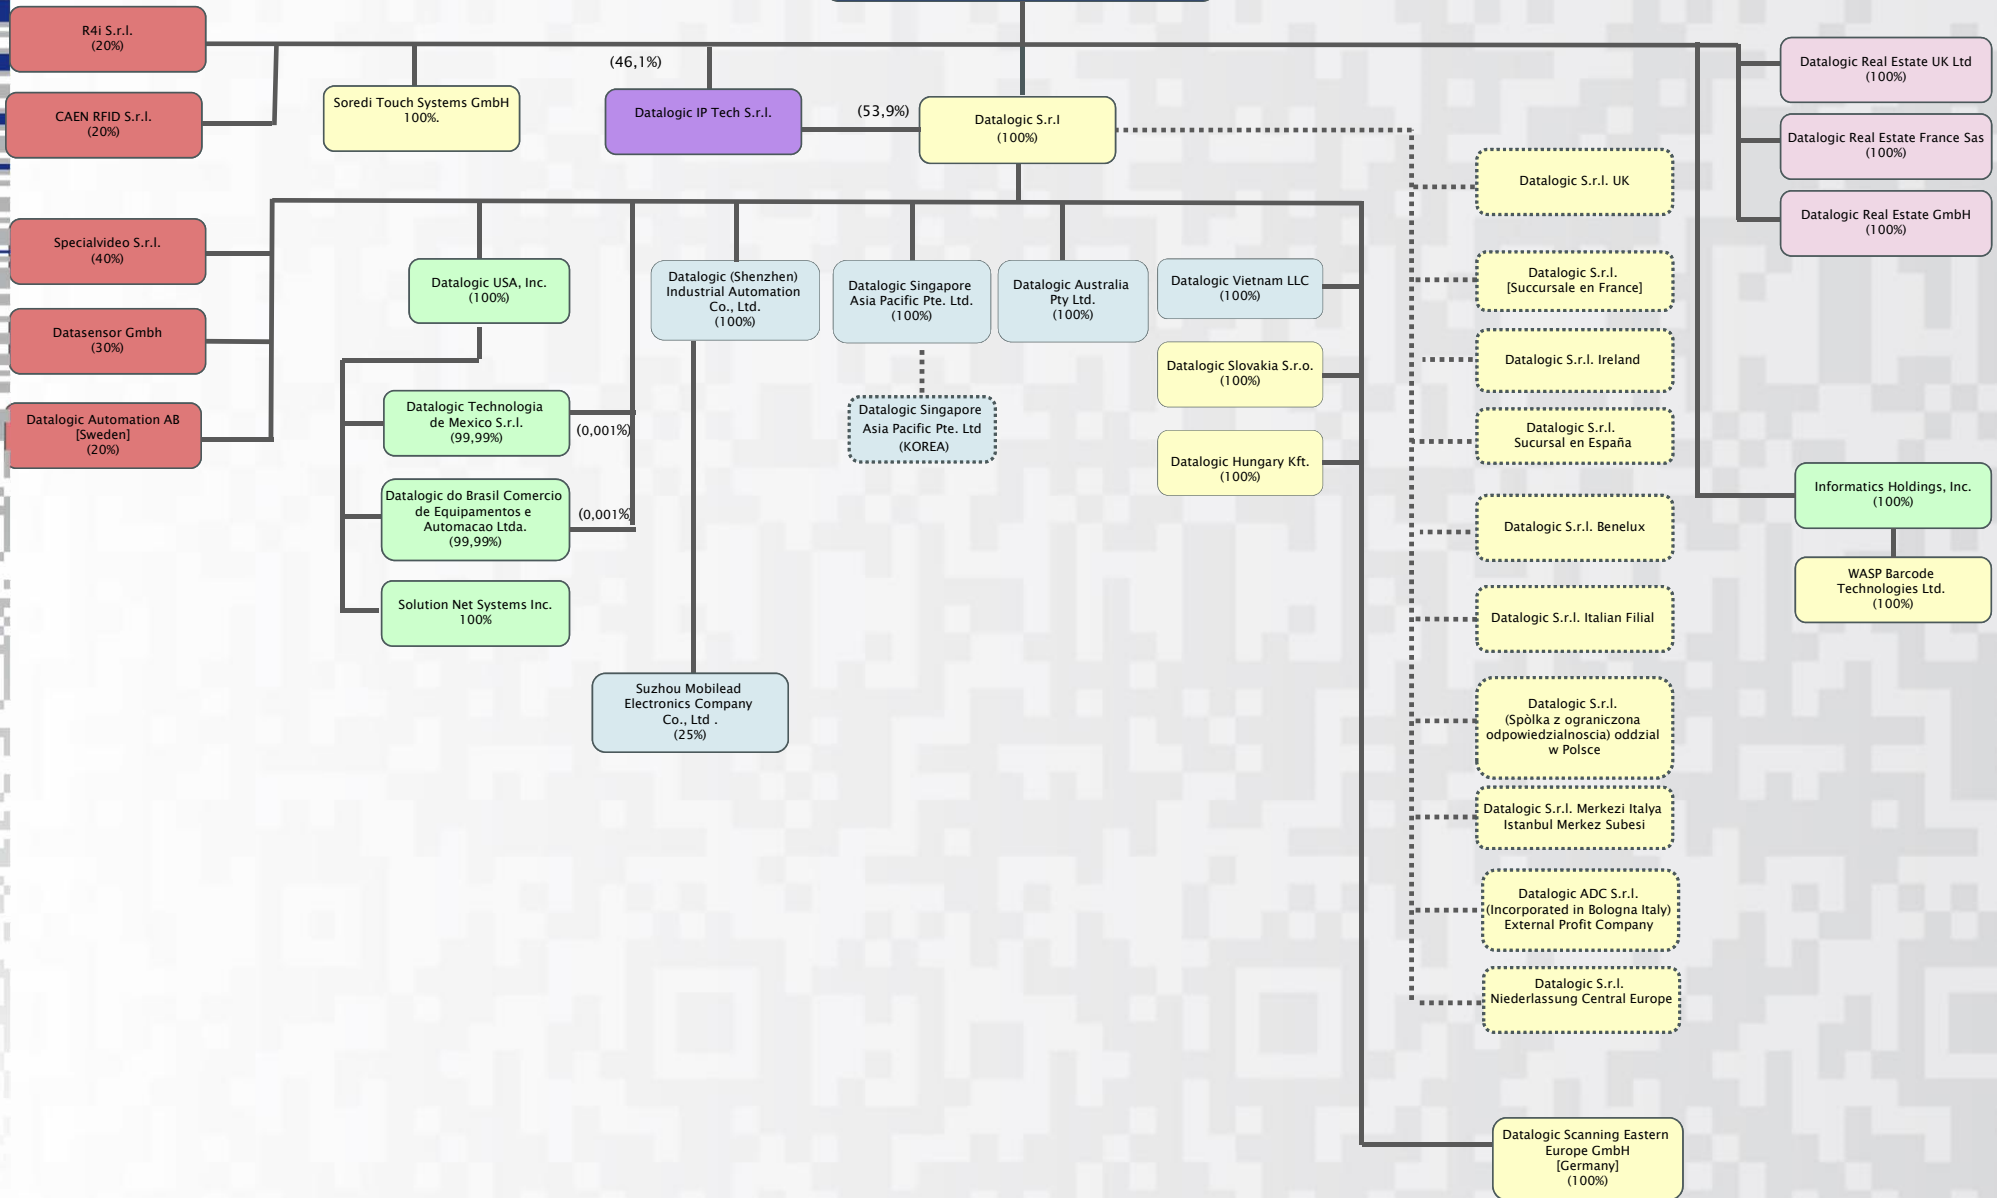 R4i S.r.l.
(20%)
CAEN RFID S.r.l.
(20%)
Soredi Touch Systems GmbH
100%.
(46,1%)
Datalogic IP Tech S.r.l.
(53,9%)
Datalogic S.r.l
(100%)
Datalogic Real Estate UK Ltd
(100%)
Datalogic Real Estate France Sas
(100%)
Datalogic Real Estate GmbH
(100%)
Specialvideo S.r.l.
(40%)
Datasensor Gmbh
(30%)
Datalogic Automation AB
[Sweden]
(20%)
Datalogic USA, Inc.
(100%)
Datalogic Technologia
de Mexico S.r.l.
(99,99%)
(0,001%)
Datalogic do Brasil Comercio
de Equipamentos e
Automacao Ltda.
(99,99%)
(0,001%
Solution Net Systems Inc.
100%
Datalogic (Shenzhen)
Industrial Automation
Co., Ltd.
(100%)
Suzhou Mobilead
Electronics Company
Co., Ltd .
(25%)
Datalogic Singapore
Asia Pacific Pte. Ltd.
(100%)
Datalogic Singapore
Asia Pacific Pte. Ltd
(KOREA)
Datalogic Australia
Pty Ltd.
(100%)
Datalogic Vietnam LLC
(100%)
Datalogic Slovakia S.r.o.
(100%)
Datalogic Hungary Kft.
(100%)
Datalogic S.r.l. UK
Datalogic S.r.l.
[Succursale en France]
Datalogic S.r.l. Ireland
Datalogic S.r.l.
Sucursal en España
Datalogic S.r.l. Benelux
Datalogic S.r.l. Italian Filial
Datalogic S.r.l.
(Spòlka z ograniczona
odpowiedzialnoscia) oddzial
w Polsce
Datalogic S.r.l. Merkezi Italya
Istanbul Merkez Subesi
Datalogic ADC S.r.l.
(Incorporated in Bologna Italy)
External Profit Company
Datalogic S.r.l.
Niederlassung Central Europe
Informatics Holdings, Inc.
(100%)
WASP Barcode
Technologies Ltd.
(100%)
Datalogic Scanning Eastern
Europe GmbH
[Germany]
(100%)